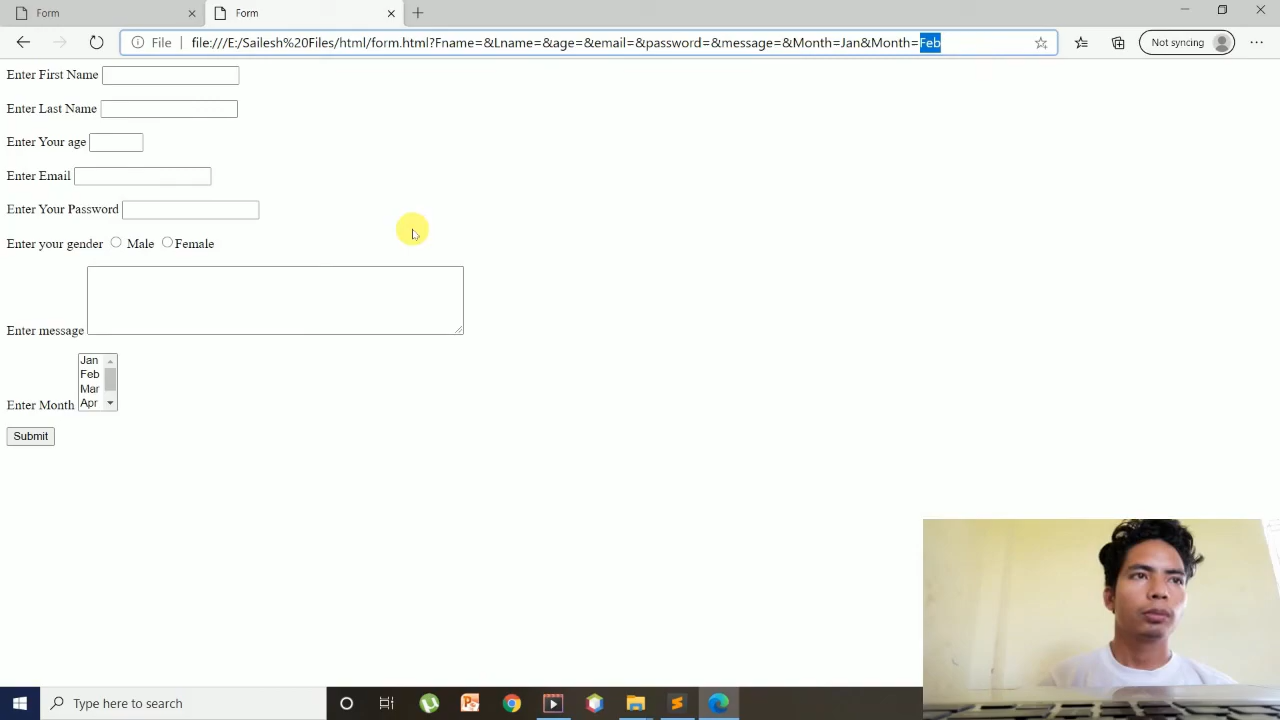 Form
Form
File file:///E:/Sailesh%20Files/html/form.html?Fname=&Lname=&age=&email=&password=&message=&Month=Jan&Month=Feb
Not syncing
Enter First Name
Enter Last Name
Enter Your age
Enter Email
Enter Your Password
Enter your gender Male Female
Enter message
Jan
Feb
Mar
Apr
Enter Month
Submit
Type here to search